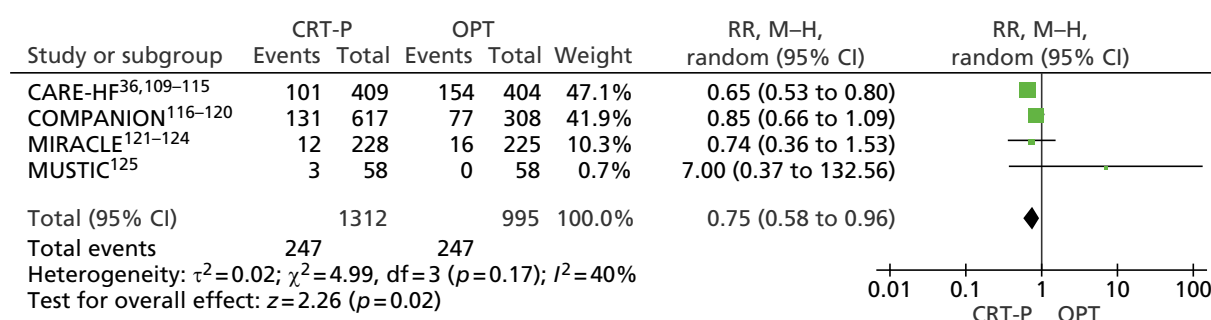 CRT-P OPT RR, M–H, RR, M–H,
Study or subgroup Events Total Events Total Weight random (95% CI) random (95% CI)
CARE-HF36,109–115 101 409 154 404 47.1% 0.65 (0.53 to 0.80)
COMPANION116–120 131 617 77 308 41.9% 0.85 (0.66 to 1.09)
MIRACLE121–124 12 228 16 225 10.3% 0.74 (0.36 to 1.53)
MUSTIC125 3 58 0 58 0.7% 7.00 (0.37 to 132.56)
Total (95% CI) 1312 995 100.0% 0.75 (0.58 to 0.96)
Total events 247 247
Heterogeneity: τ2=0.02; χ2=4.99, df=3 (p=0.17); I2=40%
Test for overall effect: z=2.26 (p=0.02)
0.01 0.1 1 10 100
CRT-P OPT